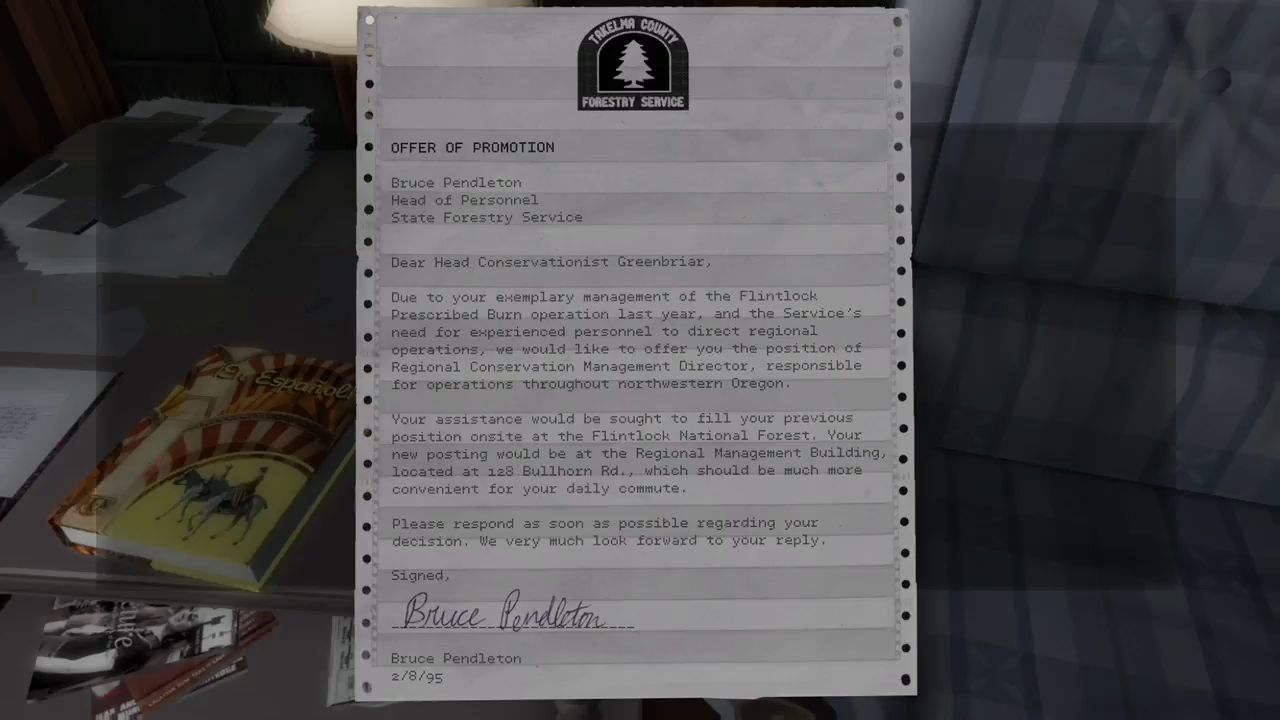 TAKELMA COUNTY
FORESTRY SERVICE
OFFER OF PROMOTION
Bruce Pendleton
Head of Personnel
State Forestry Service
Dear Head Conservationist Greenbriar,
Due to your exemplary management of the Flintlock
Prescribed Burn operation last year, and the Service's
need for experienced personnel to direct regional
operations, we would like to offer you the position of
Regional Conservation Management Director, responsible
for operations throughout northwestern Oregon.
Your assistance would be sought to fill your previous
position onsite at the Flintlock National Forest. Your
new posting would be at the Regional Management Building,
located at 128 Bullhorn Rd., which should be much more
convenient for your daily commute.
Please respond as soon as possible regarding your
decision. We very much look forward to your reply.
Signed,
Bruce Pendleton
Bruce Pendleton
2/8/95
¡En Español!